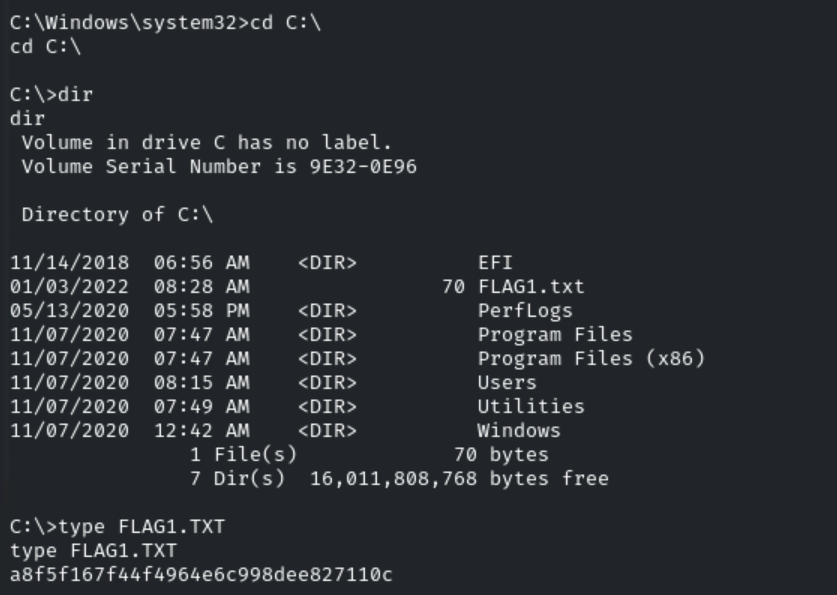 C:\Windows\system32>cd C:\
cd C:\
C:\>dir
dir
 Volume in drive C has no label.
 Volume Serial Number is 9E32-0E96
 Directory of C:\
11/14/2018  06:56 AM    <DIR>          EFI
01/03/2022  08:28 AM                70 FLAG1.txt
05/13/2020  05:58 PM    <DIR>          PerfLogs
11/07/2020  07:47 AM    <DIR>          Program Files
11/07/2020  07:47 AM    <DIR>          Program Files (x86)
11/07/2020  08:15 AM    <DIR>          Users
11/07/2020  07:49 AM    <DIR>          Utilities
11/07/2020  12:42 AM    <DIR>          Windows
               1 File(s)             70 bytes
               7 Dir(s)  16,011,808,768 bytes free
C:\>type FLAG1.TXT
type FLAG1.TXT
a8f5f167f44f4964e6c998dee827110c